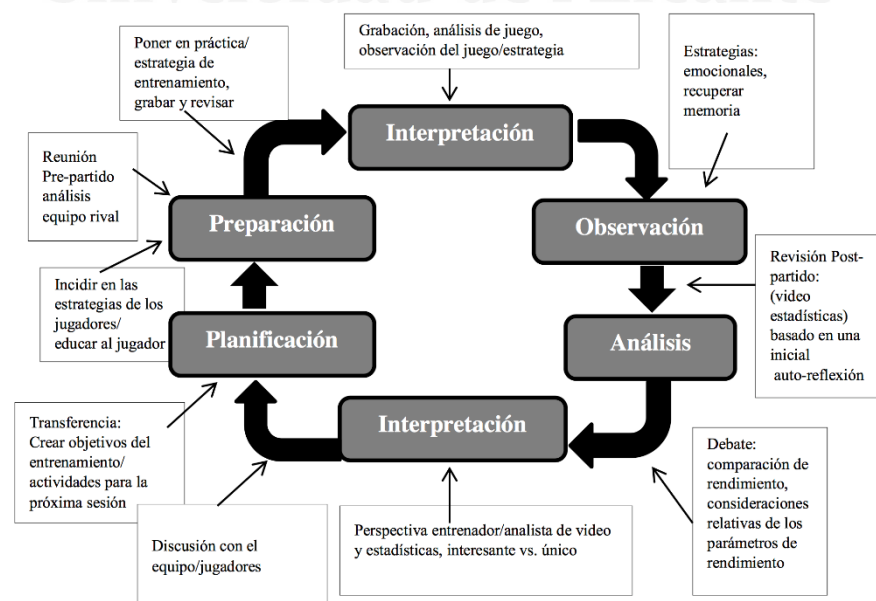 Poner en práctica/
estrategia de
entrenamiento,
grabar y revisar
Grabación, análisis de juego,
observación del juego/estrategia
Estrategias:
emocionales,
recuperar
memoria
Interpretación
Reunión
Pre-partido
análisis
equipo rival
Preparación
Observación
Revisión Post-
partido:
(video
estadísticas)
basado en una
inicial
auto-reflexión
Incidir en las
estrategias de los
jugadores/
educar al jugador
Planificación
Análisis
Interpretación
Transferencia:
Crear objetivos del
entrenamiento/
actividades para la
próxima sesión
Debate:
comparación de
rendimiento,
consideraciones
relativas de los
parámetros de
rendimiento
Discusión con el
equipo/jugadores
Perspectiva entrenador/analista de video
y estadísticas, interesante vs. único